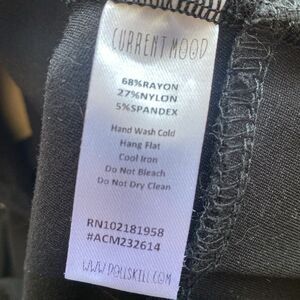 CURRENT MOOD
68%RAYON
27%NYLON
5%SPANDEX
Hand Wash Cold
Hang Flat
Cool Iron
Do Not Bleach
Do Not Dry Clean
RN102181958
#ACM232614
WWW.DOLLSKILL.COM